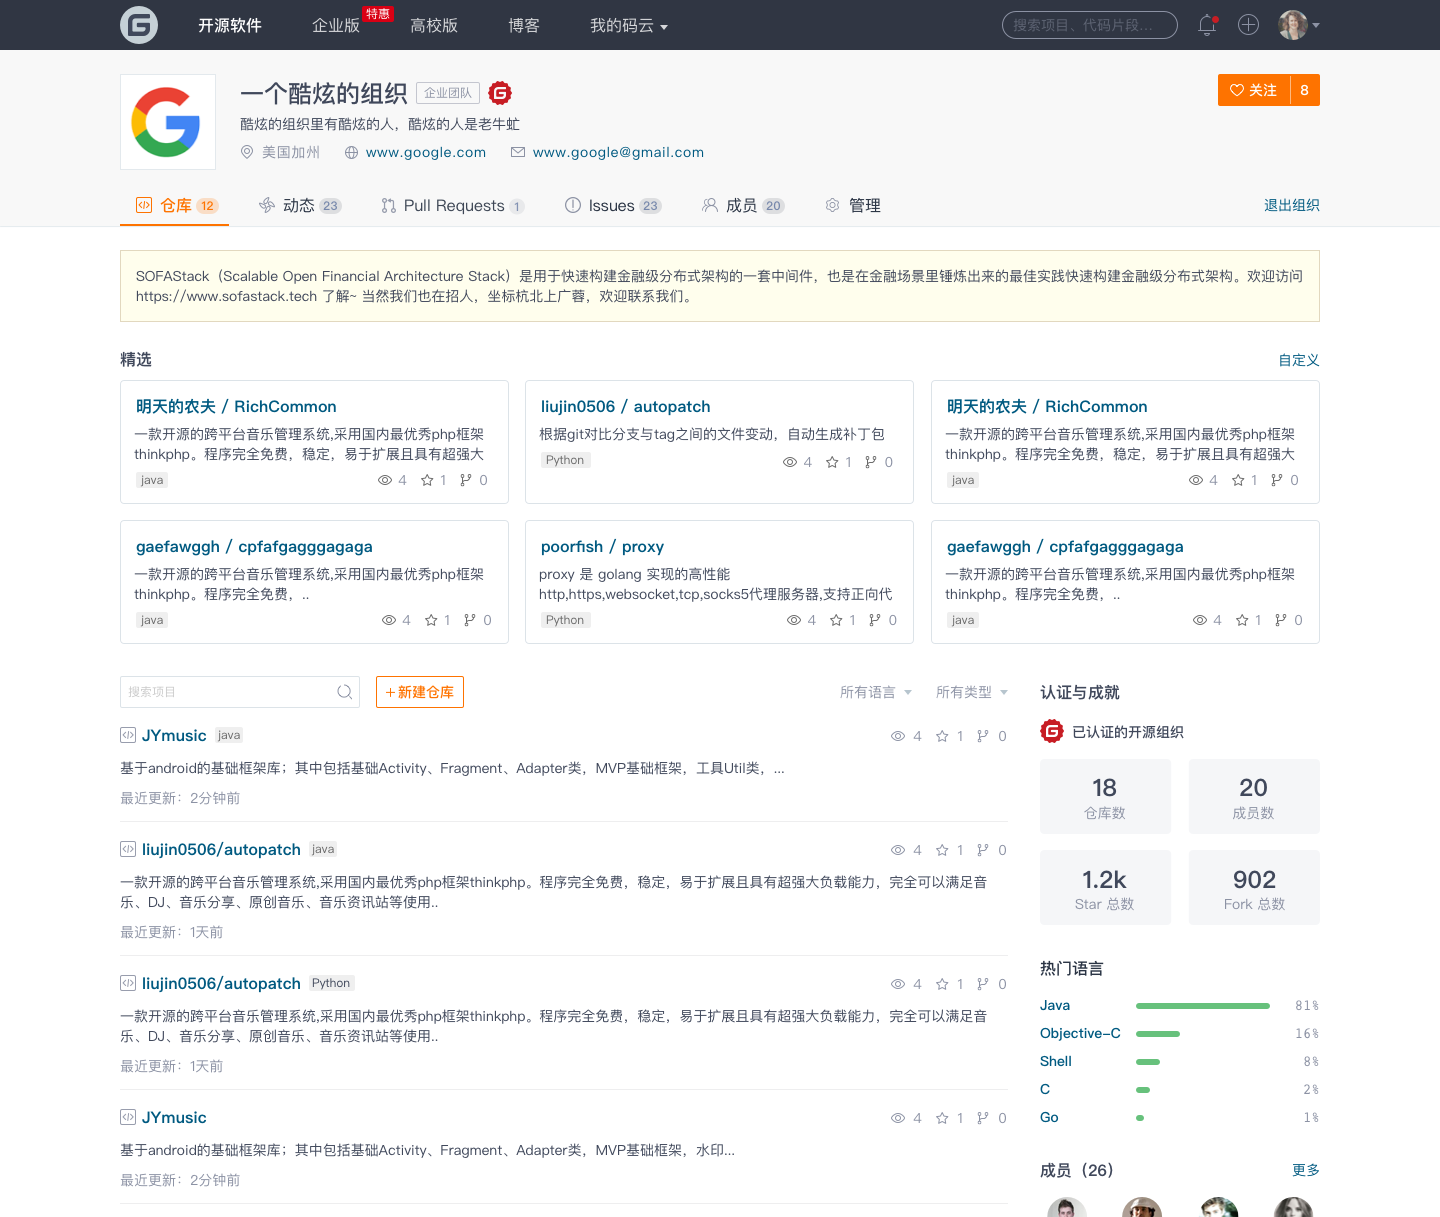 开源软件 企业版 特惠 高校版 博客 我的码云 搜索项目、代码片段...
一个酷炫的组织 企业团队 关注 8
酷炫的组织里有酷炫的人，酷炫的人是老牛虻
美国加州 www.google.com www.google@gmail.com
仓库 12 动态 23 Pull Requests 1 Issues 23 成员 20 管理 退出组织
SOFAStack（Scalable Open Financial Architecture Stack）是用于快速构建金融级分布式架构的一套中间件，也是在金融场景里锤炼出来的最佳实践快速构建金融级分布式架构。欢迎访问
https://www.sofastack.tech 了解~ 当然我们也在招人，坐标杭北上广蓉，欢迎联系我们。
精选 自定义
明天的农夫 / RichCommon
一款开源的跨平台音乐管理系统,采用国内最优秀php框架
thinkphp。程序完全免费，稳定，易于扩展且具有超强大
java 4 1 0
liujin0506 / autopatch
根据git对比分支与tag之间的文件变动，自动生成补丁包
Python 4 1 0
明天的农夫 / RichCommon
一款开源的跨平台音乐管理系统,采用国内最优秀php框架
thinkphp。程序完全免费，稳定，易于扩展且具有超强大
java 4 1 0
gaefawggh / cpfafgagggagaga
一款开源的跨平台音乐管理系统,采用国内最优秀php框架
thinkphp。程序完全免费，..
java 4 1 0
poorfish / proxy
proxy 是 golang 实现的高性能
http,https,websocket,tcp,socks5代理服务器,支持正向代
Python 4 1 0
gaefawggh / cpfafgagggagaga
一款开源的跨平台音乐管理系统,采用国内最优秀php框架
thinkphp。程序完全免费，..
java 4 1 0
搜索项目 +新建仓库 所有语言 所有类型
JYmusic java 4 1 0
基于android的基础框架库；其中包括基础Activity、Fragment、Adapter类，MVP基础框架，工具Util类，...
最近更新：2分钟前
liujin0506/autopatch java 4 1 0
一款开源的跨平台音乐管理系统,采用国内最优秀php框架thinkphp。程序完全免费，稳定，易于扩展且具有超强大负载能力，完全可以满足音
乐、DJ、音乐分享、原创音乐、音乐资讯站等使用..
最近更新：1天前
liujin0506/autopatch Python 4 1 0
一款开源的跨平台音乐管理系统,采用国内最优秀php框架thinkphp。程序完全免费，稳定，易于扩展且具有超强大负载能力，完全可以满足音
乐、DJ、音乐分享、原创音乐、音乐资讯站等使用..
最近更新：1天前
JYmusic 4 1 0
基于android的基础框架库；其中包括基础Activity、Fragment、Adapter类，MVP基础框架，水印...
最近更新：2分钟前
认证与成就
已认证的开源组织
18 20
仓库数 成员数
1.2k 902
Star 总数 Fork 总数
热门语言
Java 81%
Objective-C 16%
Shell 8%
C 2%
Go 1%
成员（26） 更多